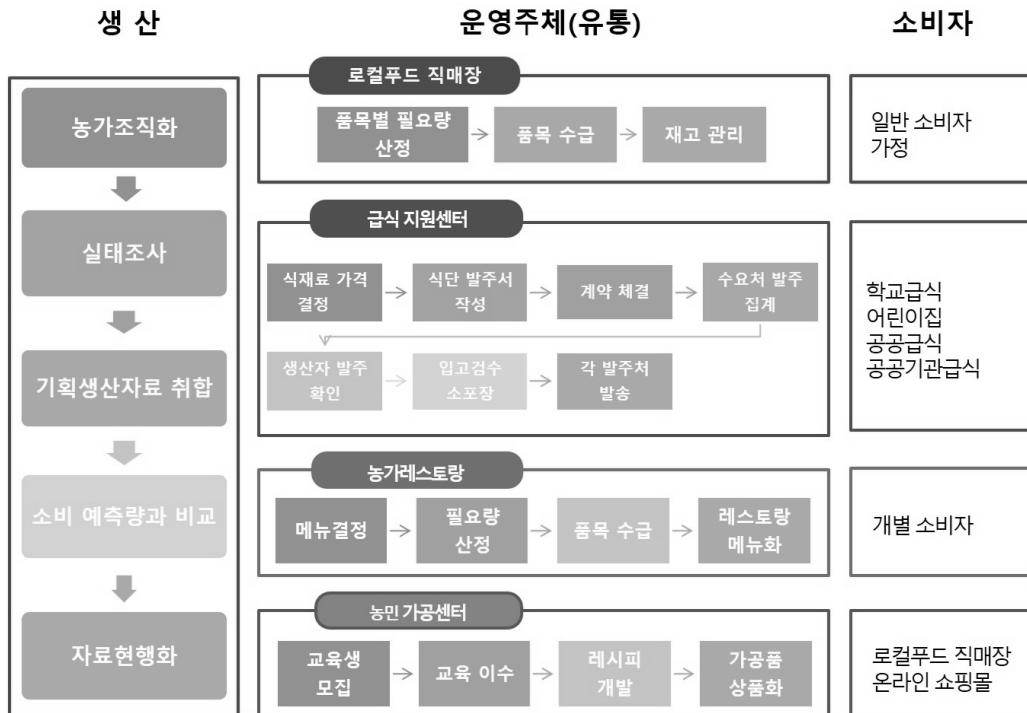 생 산
운영주체(유통)
소비자
농가조직화
실태조사
기획생산자료 취합
소비 예측량과 비교
자료현행화
로컬푸드 직매장
품목별 필요량
산정
품목 수급
재고 관리
일반 소비자
가정
급식 지원센터
식재료 가격
결정
식단 발주서
작성
계약 체결
수요처 발주
집계
생산자 발주
확인
입고검수
소포장
각 발주처
발송
학교급식
어린이집
공공급식
공공기관급식
농가레스토랑
메뉴결정
필요량
산정
품목 수급
레스토랑
메뉴화
개별 소비자
농민 가공센터
교육생
모집
교육 이수
레시피
개발
가공품
상품화
로컬푸드 직매장
온라인 쇼핑몰